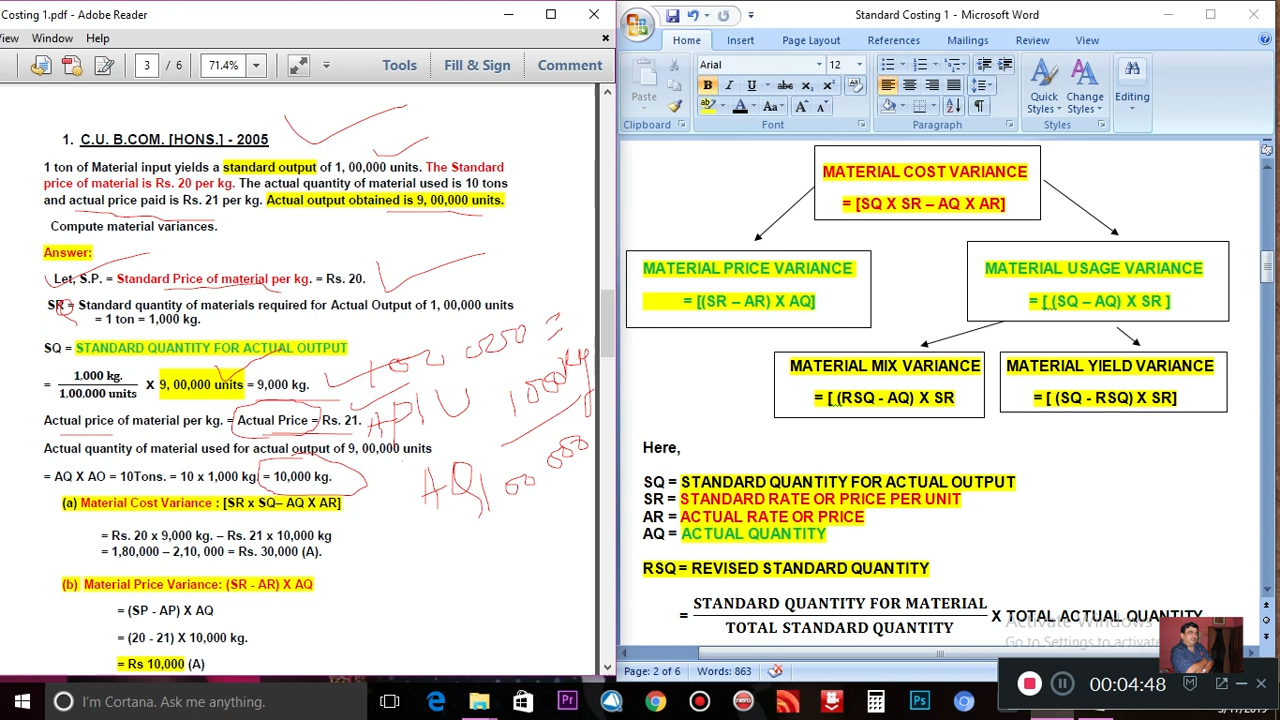 Costing 1.pdf - Adobe Reader
View Window Help
3 / 6 71.4% Tools Fill & Sign Comment
1. C.U. B.COM. [HONS.] - 2005
1 ton of Material input yields a standard output of 1, 00,000 units. The Standard
price of material is Rs. 20 per kg. The actual quantity of material used is 10 tons
and actual price paid is Rs. 21 per kg. Actual output obtained is 9, 00,000 units.
Compute material variances.
Answer:
Let, S.P. = Standard Price of material per kg. = Rs. 20.
SR = Standard quantity of materials required for Actual Output of 1, 00,000 units
= 1 ton = 1,000 kg.
SQ = STANDARD QUANTITY FOR ACTUAL OUTPUT
= 1,000 kg. / 1,00,000 units X 9, 00,000 units = 9,000 kg.
Actual price of material per kg. = Actual Price = Rs. 21.
Actual quantity of material used for actual output of 9, 00,000 units
= AQ X AO = 10Tons. = 10 x 1,000 kg. = 10,000 kg.
(a) Material Cost Variance : [SR x SQ– AQ X AR]
= Rs. 20 x 9,000 kg. – Rs. 21 x 10,000 kg
= 1,80,000 – 2,10, 000 = Rs. 30,000 (A).
(b) Material Price Variance: (SR - AR) X AQ
= (SP - AP) X AQ
= (20 - 21) X 10,000 kg.
= Rs 10,000 (A)
1000 kg
AQ
Standard Costing 1 - Microsoft Word
Home Insert Page Layout References Mailings Review View
Paste Arial 12 Quick Styles Change Styles Editing
Clipboard Font Paragraph Styles
MATERIAL COST VARIANCE
= [SQ X SR – AQ X AR]
MATERIAL PRICE VARIANCE
= [(SR – AR) X AQ]
MATERIAL USAGE VARIANCE
= [ (SQ – AQ) X SR ]
MATERIAL MIX VARIANCE
= [ (RSQ - AQ) X SR
MATERIAL YIELD VARIANCE
= [ (SQ - RSQ) X SR]
Here,
SQ = STANDARD QUANTITY FOR ACTUAL OUTPUT
SR = STANDARD RATE OR PRICE PER UNIT
AR = ACTUAL RATE OR PRICE
AQ = ACTUAL QUANTITY
RSQ = REVISED STANDARD QUANTITY
= STANDARD QUANTITY FOR MATERIAL / TOTAL STANDARD QUANTITY X TOTAL ACTUAL QUANTITY
Activate Windows
Go to Settings to activate
Page: 2 of 6 Words: 863
00:04:48
I'm Cortana. Ask me anything.